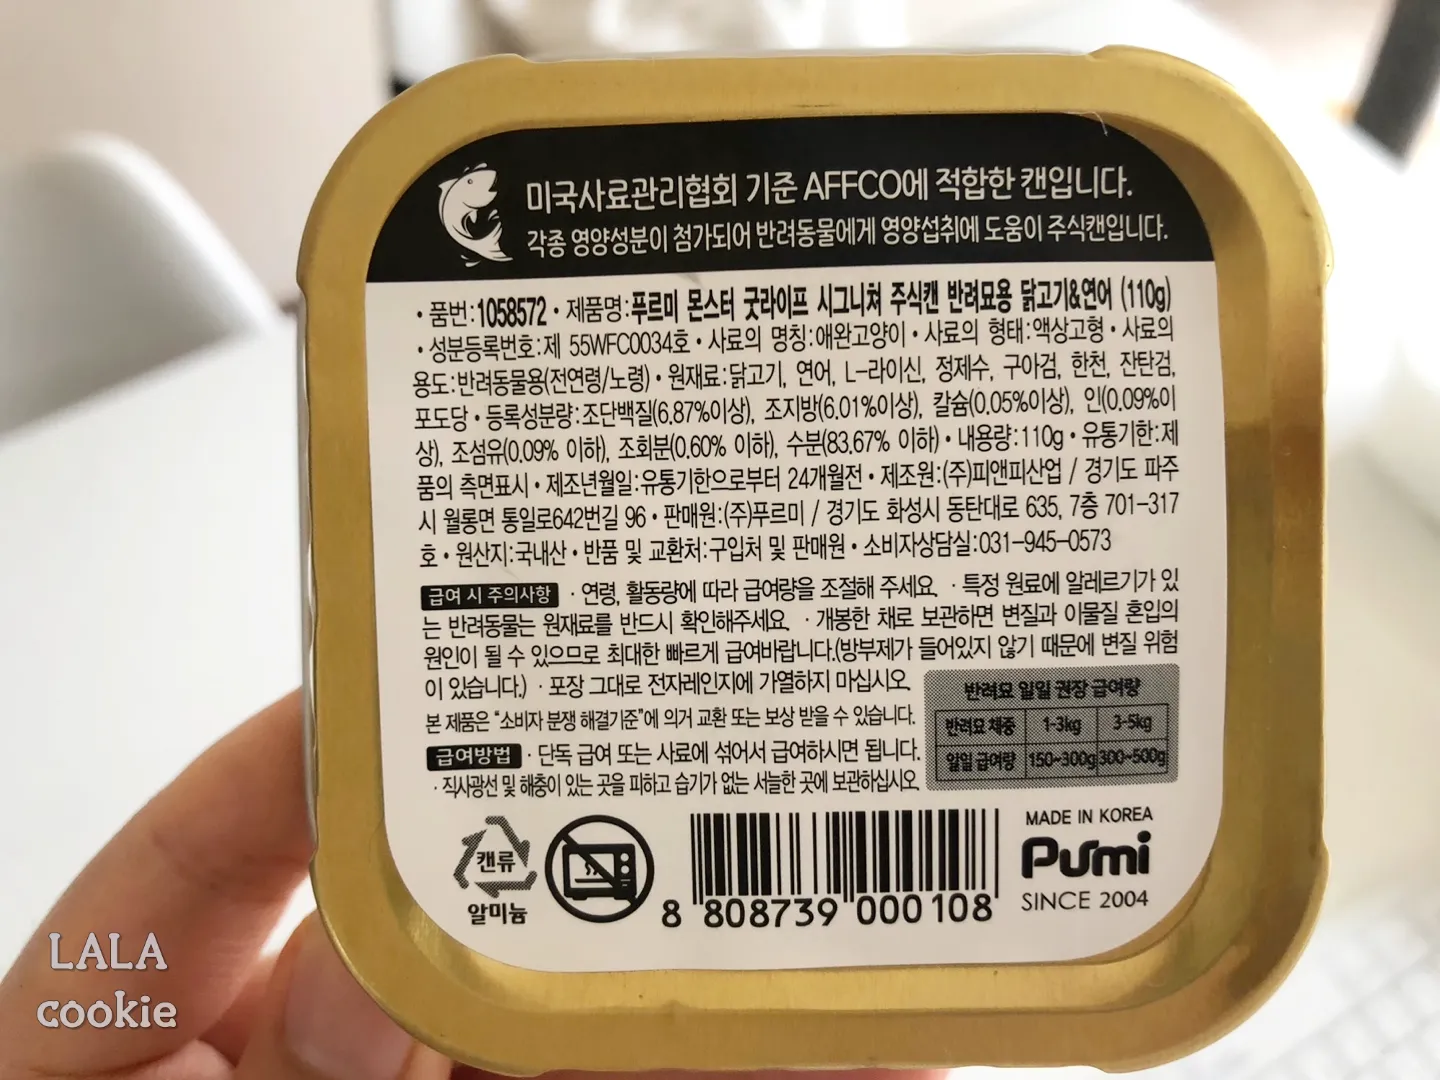 미국사료관리협회 기준 AFFCO에 적합한 캔입니다.
각종 영양성분이 첨가되어 반려동물에게 영양섭취에 도움이 주식캔입니다.
· 품번:1058572 · 제품명:푸르미 몬스터 굿라이프 시그니쳐 주식캔 반려묘용 닭고기&연어 (110g)
· 성분등록번호:제 55WFC0034호 · 사료의 명칭:애완고양이 · 사료의 형태:액상고형 · 사료의
용도:반려동물용(전연령/노령) · 원재료:닭고기, 연어, L-라이신, 정제수, 구아검, 한천, 잔탄검,
포도당 · 등록성분량:조단백질(6.87%이상), 조지방(6.01%이상), 칼슘(0.05%이상), 인(0.09%이
상), 조섬유(0.09% 이하), 조회분(0.60% 이하), 수분(83.67% 이하) · 내용량:110g · 유통기한:제
품의 측면표시 · 제조년월일:유통기한으로부터 24개월전 · 제조원:(주)피앤피산업 / 경기도 파주
시 월롱면 통일로642번길 96 · 판매원:(주)푸르미 / 경기도 화성시 동탄대로 635, 7층 701-317
호 · 원산지:국내산 · 반품 및 교환처:구입처 및 판매원 · 소비자상담실:031-945-0573
급여 시 주의사항 · 연령, 활동량에 따라 급여량을 조절해 주세요. · 특정 원료에 알레르기가 있
는 반려동물는 원재료를 반드시 확인해주세요. · 개봉한 채로 보관하면 변질과 이물질 혼입의
원인이 될 수 있으므로 최대한 빠르게 급여바랍니다.(방부제가 들어있지 않기 때문에 변질 위험
이 있습니다.) · 포장 그대로 전자레인지에 가열하지 마십시오.
본 제품은 "소비자 분쟁 해결기준"에 의거 교환 또는 보상 받을 수 있습니다.
급여방법 · 단독 급여 또는 사료에 섞어서 급여하시면 됩니다.
· 직사광선 및 해충이 있는 곳을 피하고 습기가 없는 서늘한 곳에 보관하십시오.
반려묘 일일 권장 급여량
반려묘 체중 1-3kg 3-5kg
일일 급여량 150~300g 300~500g
캔류
알미늄
8 808739 000108
MADE IN KOREA
Pumi
SINCE 2004
LALA
cookie